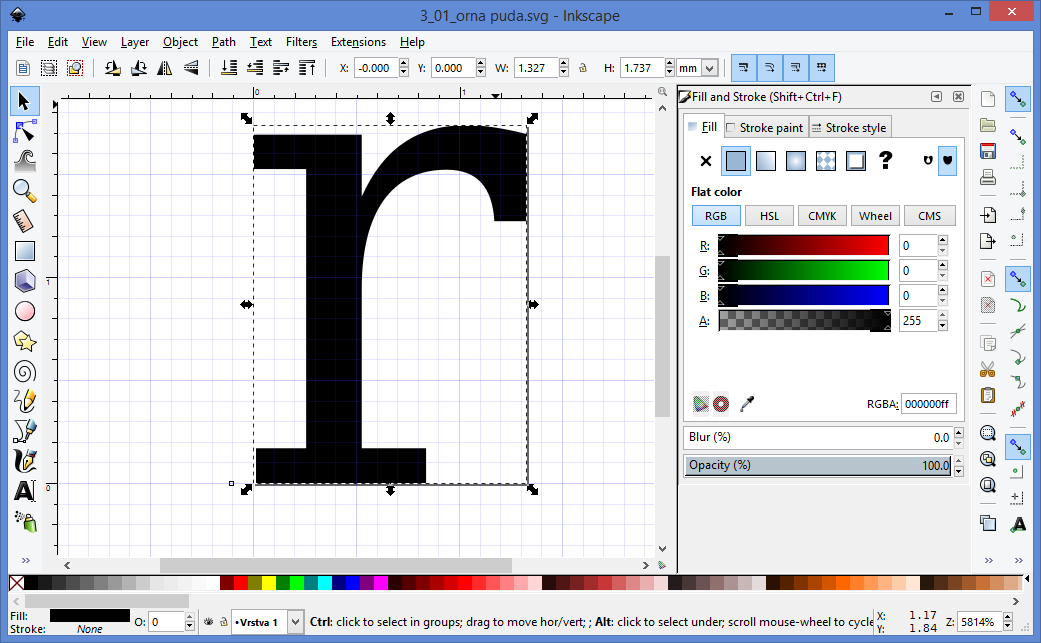 3_01_orna puda.svg - Inkscape
File Edit View Layer Object Path Text Filters Extensions Help
X: -0.000 Y: 0.000 W: 1.327 H: 1.737 mm
0 1
Fill and Stroke (Shift+Ctrl+F)
Fill Stroke paint Stroke style
?
Flat color
RGB HSL CMYK Wheel CMS
R: 0
G: 0
B: 0
A: 255
RGBA: 000000ff
Blur (%) 0.0
Opacity (%) 100.0
1
0
r
Fill:
Stroke: None
O: 0
•Vrstva 1
Ctrl: click to select in groups; drag to move hor/vert; ; Alt: click to select under; scroll mouse-wheel to cycle
X: 1.17
Y: 1.84
Z: 5814%